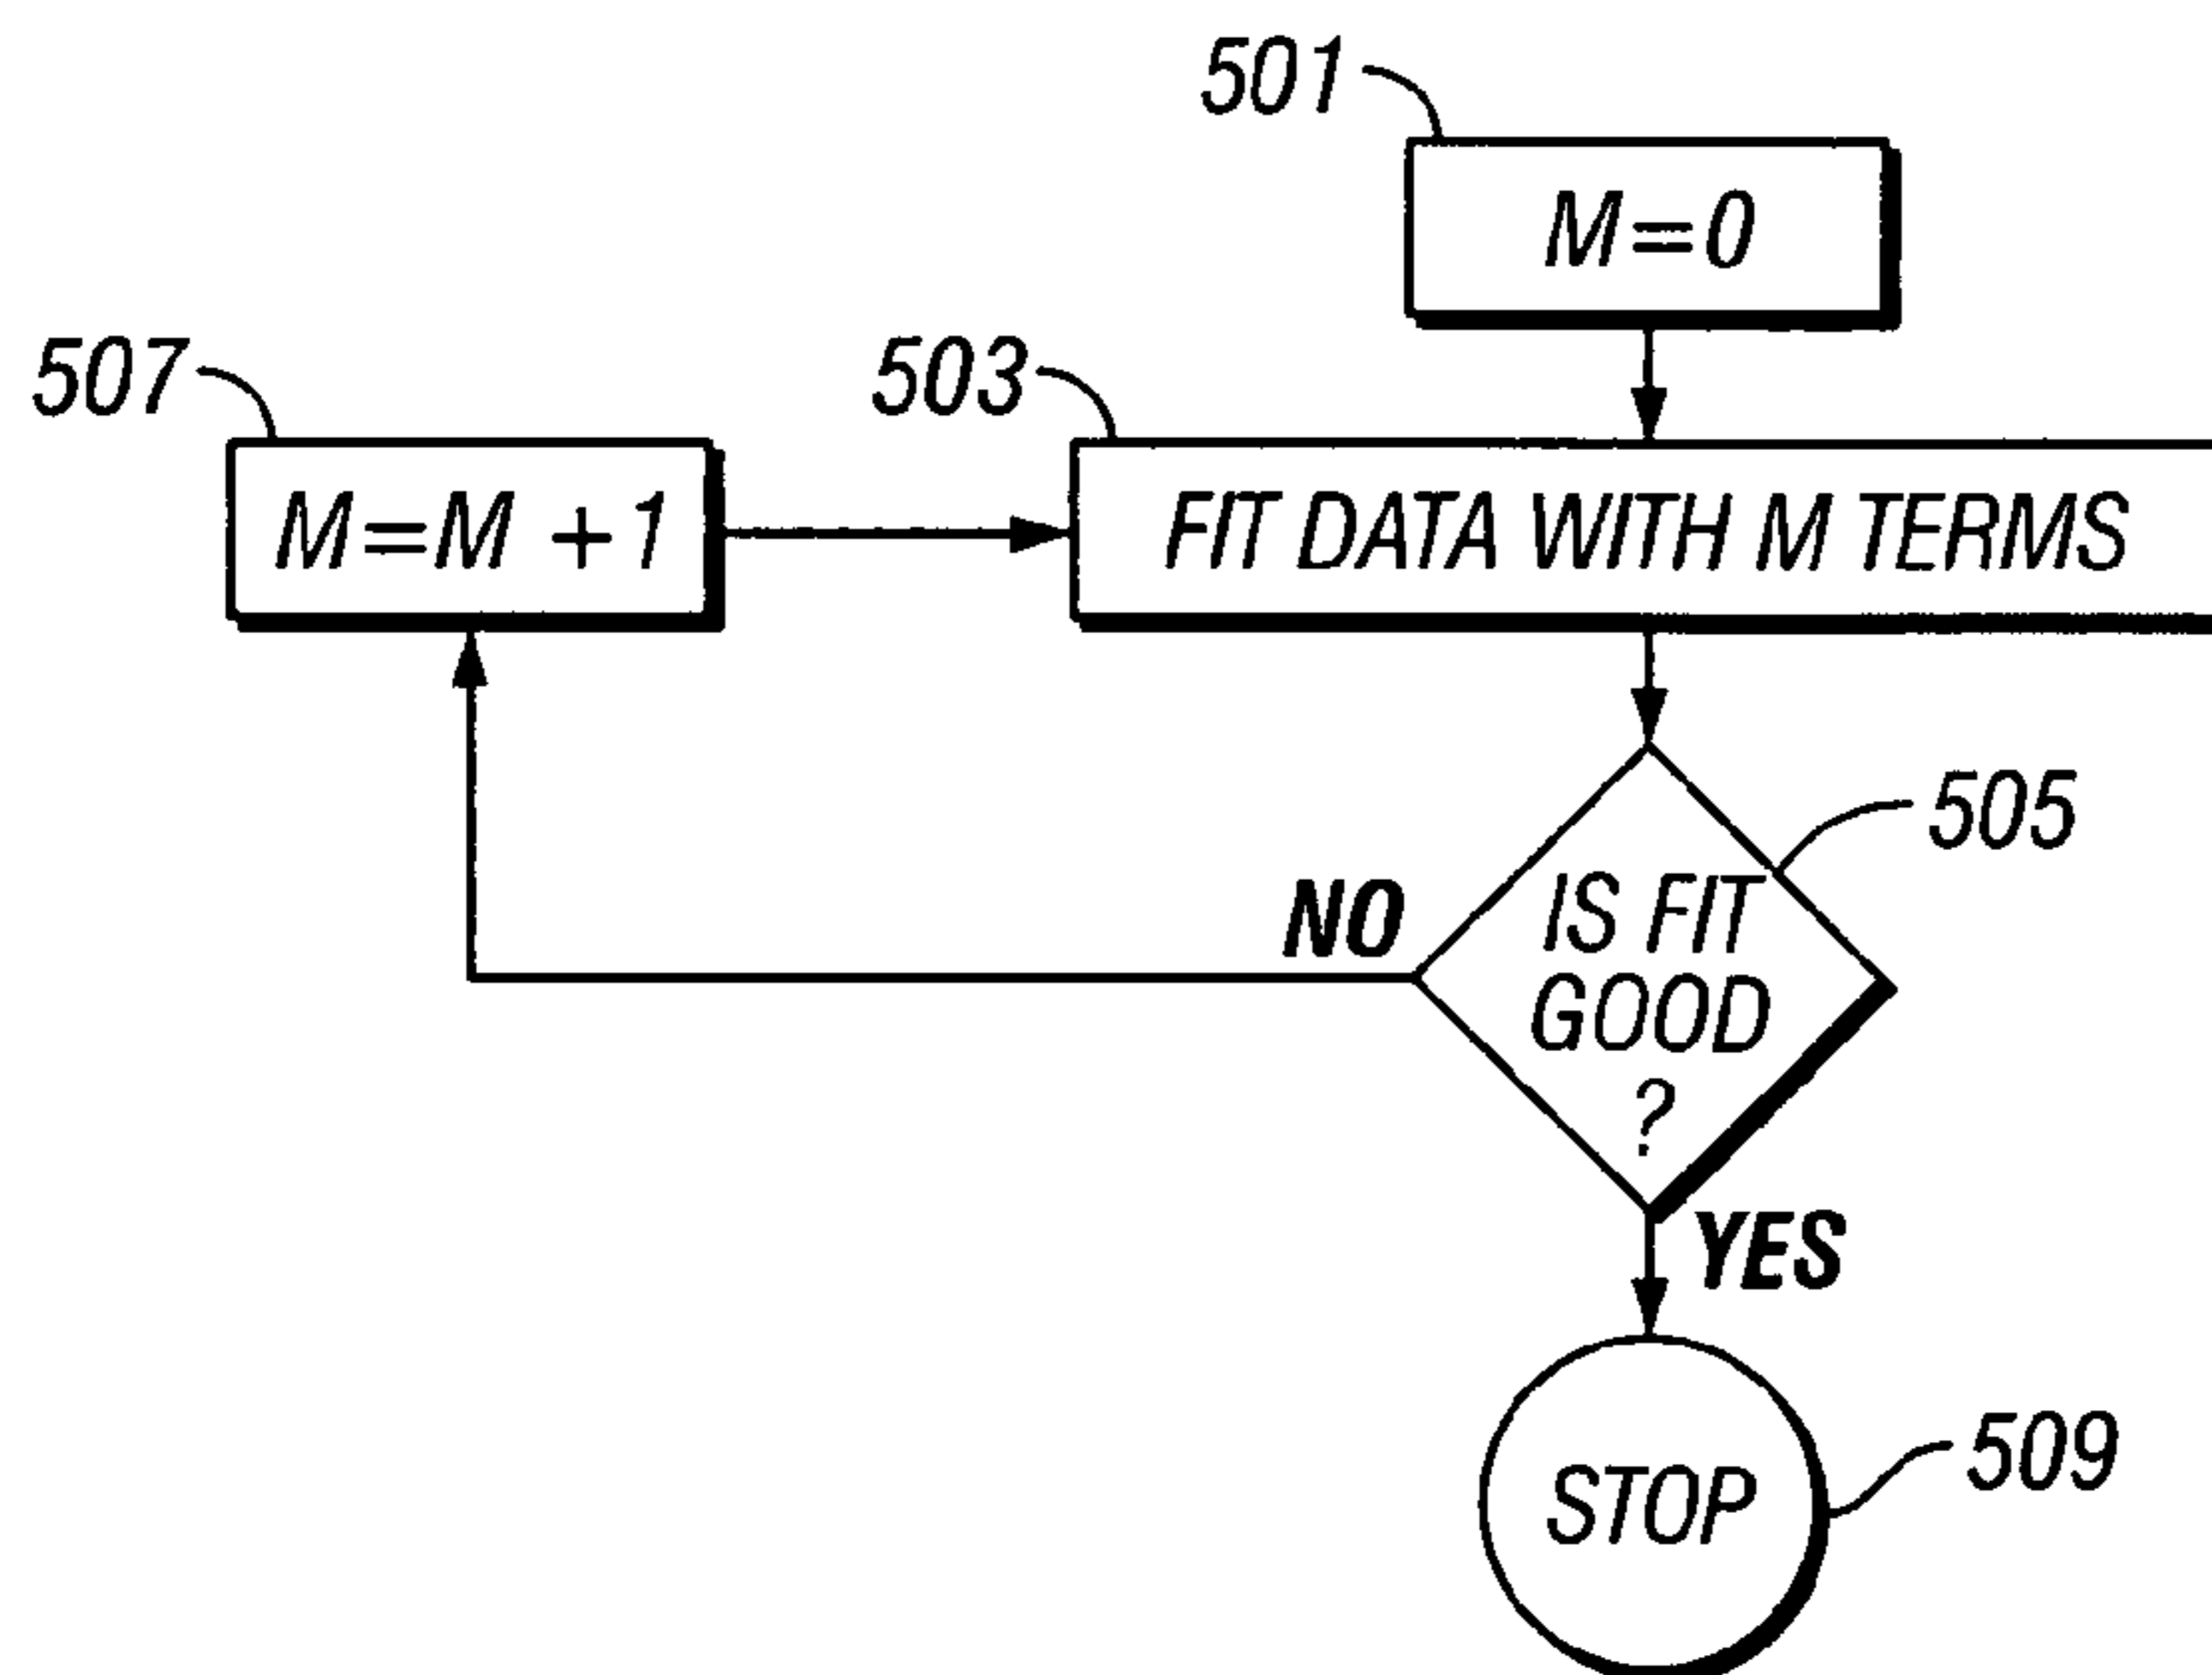 501
M=0
507
503
M=M +1
FIT DATA WITH M TERMS
505
NO
IS FIT
GOOD
?
YES
STOP
509